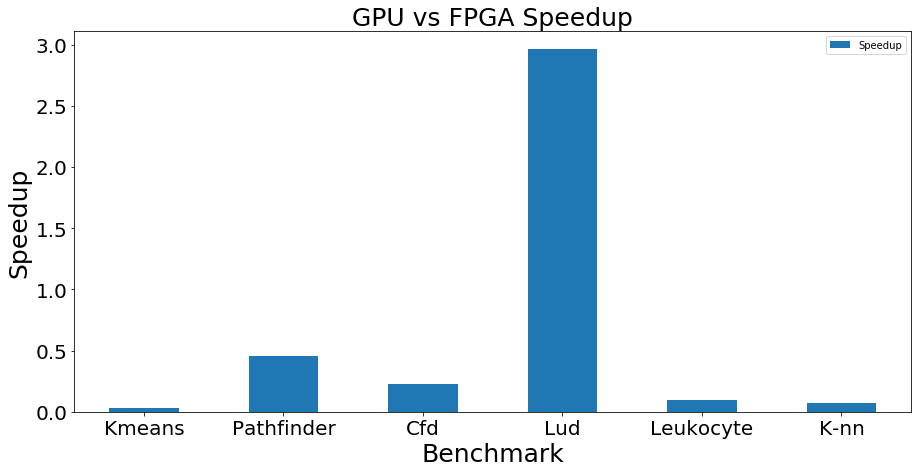 GPU vs FPGA Speedup
Speedup
3.0
2.5
2.0
1.5
1.0
0.5
0.0
Speedup
Kmeans Pathfinder Cfd Lud Leukocyte K-nn
Benchmark